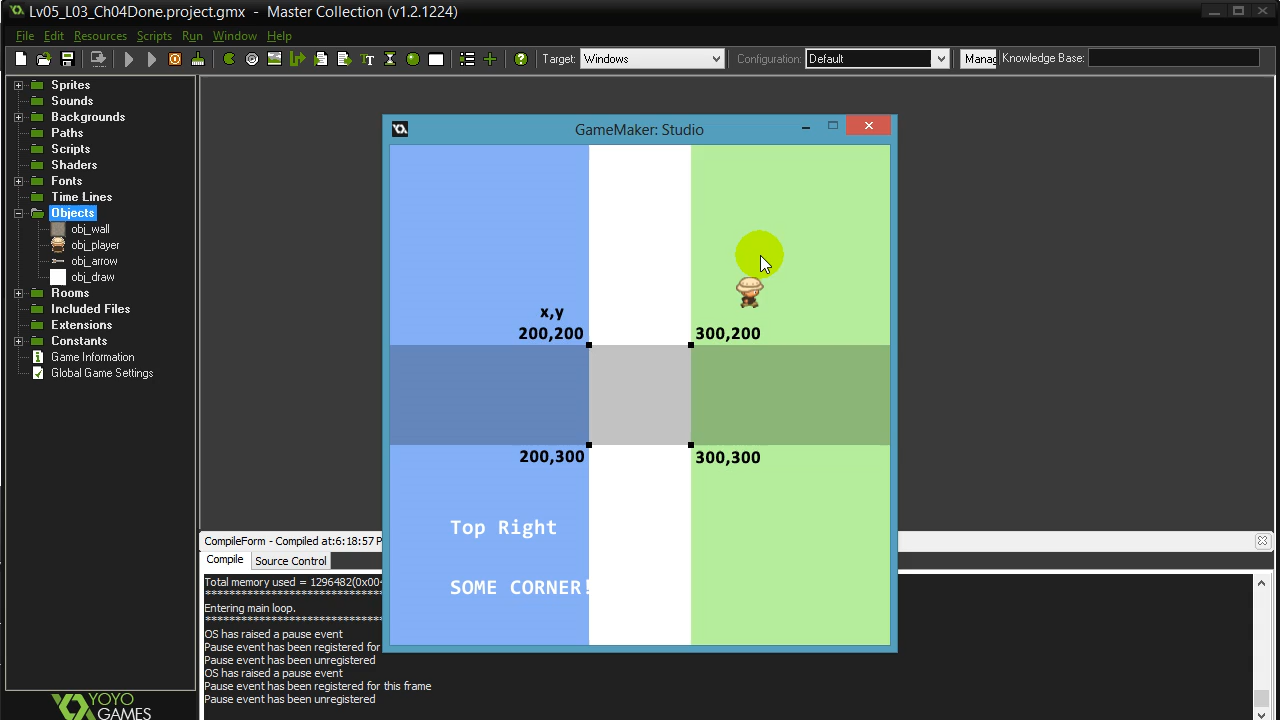 Lv05_L03_Ch04Done.project.gmx - Master Collection (v1.2.1224)
File Edit Resources Scripts Run Window Help
Target: Windows Configuration: Default Manag Knowledge Base:
Sprites
Sounds
Backgrounds
Paths
Scripts
Shaders
Fonts
Time Lines
Objects
obj_wall
obj_player
obj_arrow
obj_draw
Rooms
Included Files
Extensions
Constants
Game Information
Global Game Settings
YOYO
GAMES
GameMaker: Studio
x,y
200,200 300,200
200,300 300,300
Top Right
SOME CORNER!
CompileForm - Compiled at:6:18:57 P
Compile Source Control
Total memory used = 1296482(0x004
Entering main loop.
OS has raised a pause event
Pause event has been registered for
Pause event has been unregistered
OS has raised a pause event
Pause event has been registered for this frame
Pause event has been unregistered